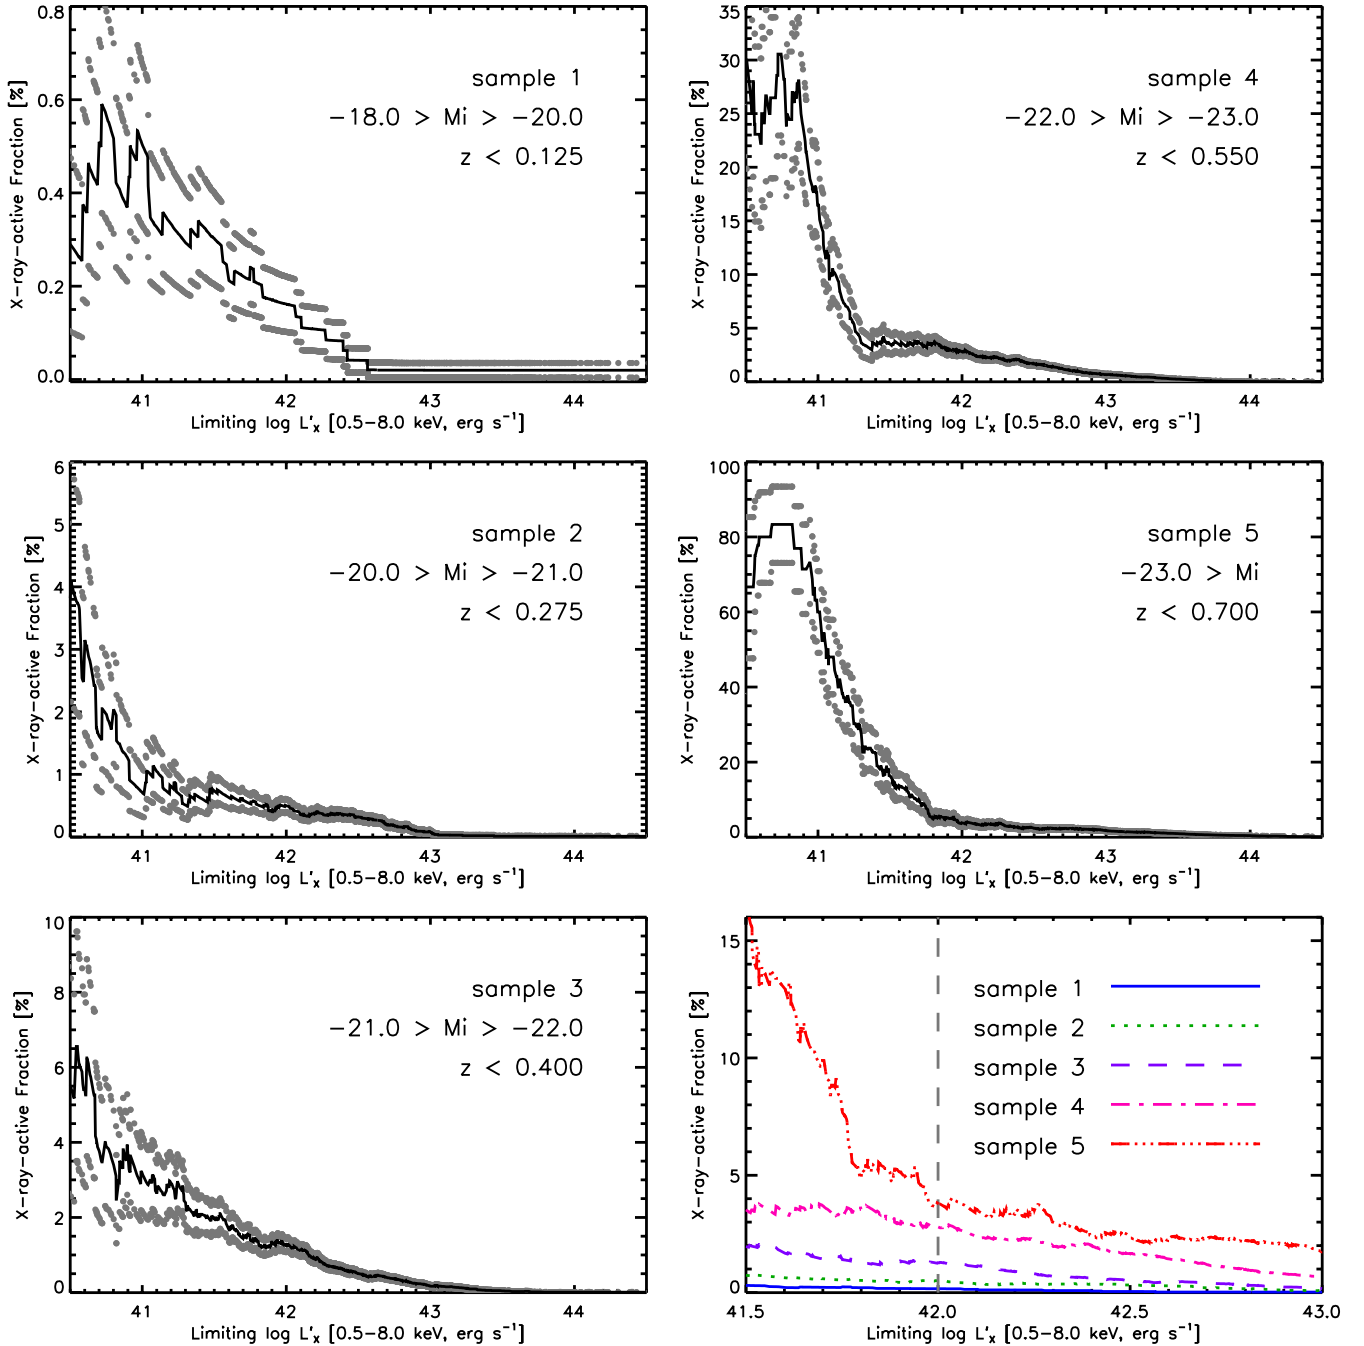 0.8
0.6
0.4
0.2
0.0
X-ray-active Fraction [%]
sample 1
-18.0 > Mi > -20.0
z < 0.125
41 42 43 44
Limiting log L'x [0.5-8.0 keV, erg s⁻¹]
35
30
25
20
15
10
5
0
X-ray-active Fraction [%]
sample 4
-22.0 > Mi > -23.0
z < 0.550
41 42 43 44
Limiting log L'x [0.5-8.0 keV, erg s⁻¹]
6
5
4
3
2
1
0
X-ray-active Fraction [%]
sample 2
-20.0 > Mi > -21.0
z < 0.275
41 42 43 44
Limiting log L'x [0.5-8.0 keV, erg s⁻¹]
100
80
60
40
20
0
X-ray-active Fraction [%]
sample 5
-23.0 > Mi
z < 0.700
41 42 43 44
Limiting log L'x [0.5-8.0 keV, erg s⁻¹]
10
8
6
4
2
0
X-ray-active Fraction [%]
sample 3
-21.0 > Mi > -22.0
z < 0.400
41 42 43 44
Limiting log L'x [0.5-8.0 keV, erg s⁻¹]
15
10
5
0
X-ray-active Fraction [%]
sample 1
sample 2
sample 3
sample 4
sample 5
41.5 42.0 42.5 43.0
Limiting log L'x [0.5-8.0 keV, erg s⁻¹]